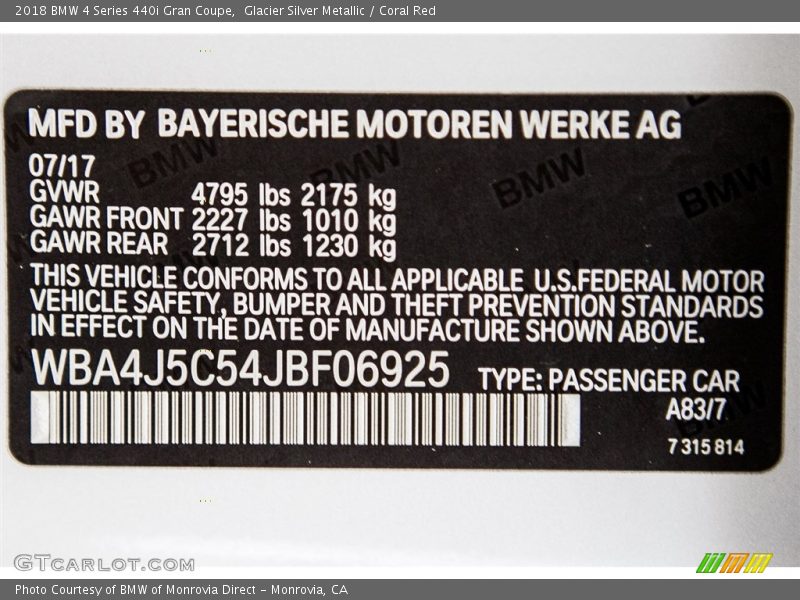 2018 BMW 4 Series 440i Gran Coupe,  Glacier Silver Metallic / Coral Red
MFD BY BAYERISCHE MOTOREN WERKE AG
07/17
GVWR 4795 lbs 2175 kg
GAWR FRONT 2227 lbs 1010 kg
GAWR REAR 2712 lbs 1230 kg
THIS VEHICLE CONFORMS TO ALL APPLICABLE U.S.FEDERAL MOTOR
VEHICLE SAFETY, BUMPER AND THEFT PREVENTION STANDARDS
IN EFFECT ON THE DATE OF MANUFACTURE SHOWN ABOVE.
WBA4J5C54JBF06925 TYPE: PASSENGER CAR
A83/7
7 315 814
GTCARLOT.COM
Photo Courtesy of BMW of Monrovia Direct - Monrovia, CA